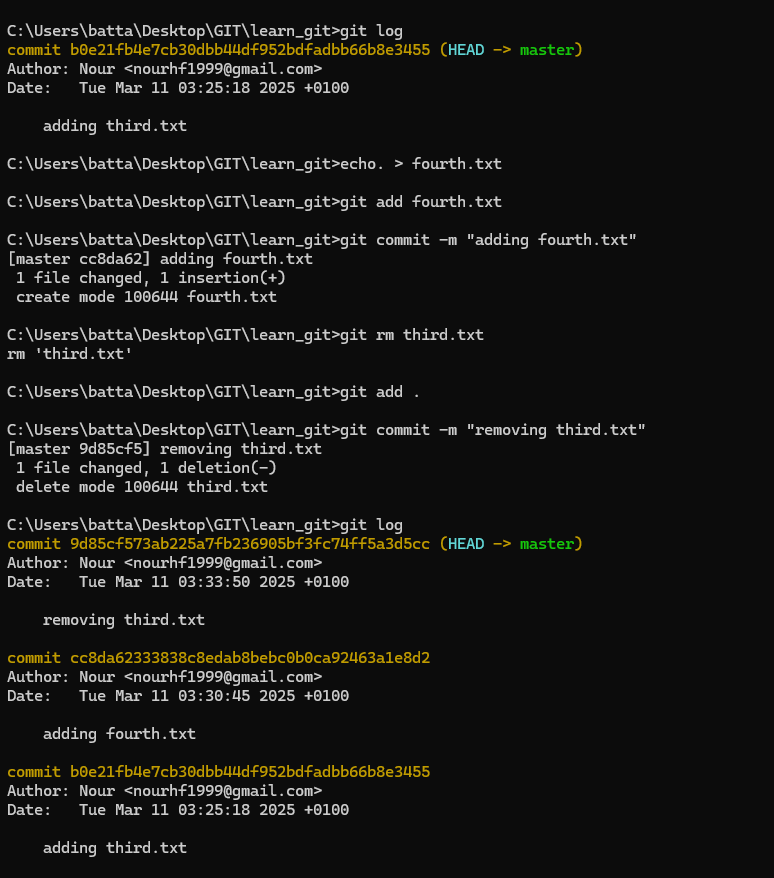 C:\Users\batta\Desktop\GIT\learn_git>git log
commit b0e21fb4e7cb30dbb44df952bdfadbb66b8e3455 (HEAD -> master)
Author: Nour <nourhf1999@gmail.com>
Date:   Tue Mar 11 03:25:18 2025 +0100
    adding third.txt
C:\Users\batta\Desktop\GIT\learn_git>echo. > fourth.txt
C:\Users\batta\Desktop\GIT\learn_git>git add fourth.txt
C:\Users\batta\Desktop\GIT\learn_git>git commit -m "adding fourth.txt"
[master cc8da62] adding fourth.txt
 1 file changed, 1 insertion(+)
 create mode 100644 fourth.txt
C:\Users\batta\Desktop\GIT\learn_git>git rm third.txt
rm 'third.txt'
C:\Users\batta\Desktop\GIT\learn_git>git add .
C:\Users\batta\Desktop\GIT\learn_git>git commit -m "removing third.txt"
[master 9d85cf5] removing third.txt
 1 file changed, 1 deletion(-)
 delete mode 100644 third.txt
C:\Users\batta\Desktop\GIT\learn_git>git log
commit 9d85cf573ab225a7fb236905bf3fc74ff5a3d5cc (HEAD -> master)
Author: Nour <nourhf1999@gmail.com>
Date:   Tue Mar 11 03:33:50 2025 +0100
    removing third.txt
commit cc8da62333838c8edab8bebc0b0ca92463a1e8d2
Author: Nour <nourhf1999@gmail.com>
Date:   Tue Mar 11 03:30:45 2025 +0100
    adding fourth.txt
commit b0e21fb4e7cb30dbb44df952bdfadbb66b8e3455
Author: Nour <nourhf1999@gmail.com>
Date:   Tue Mar 11 03:25:18 2025 +0100
    adding third.txt